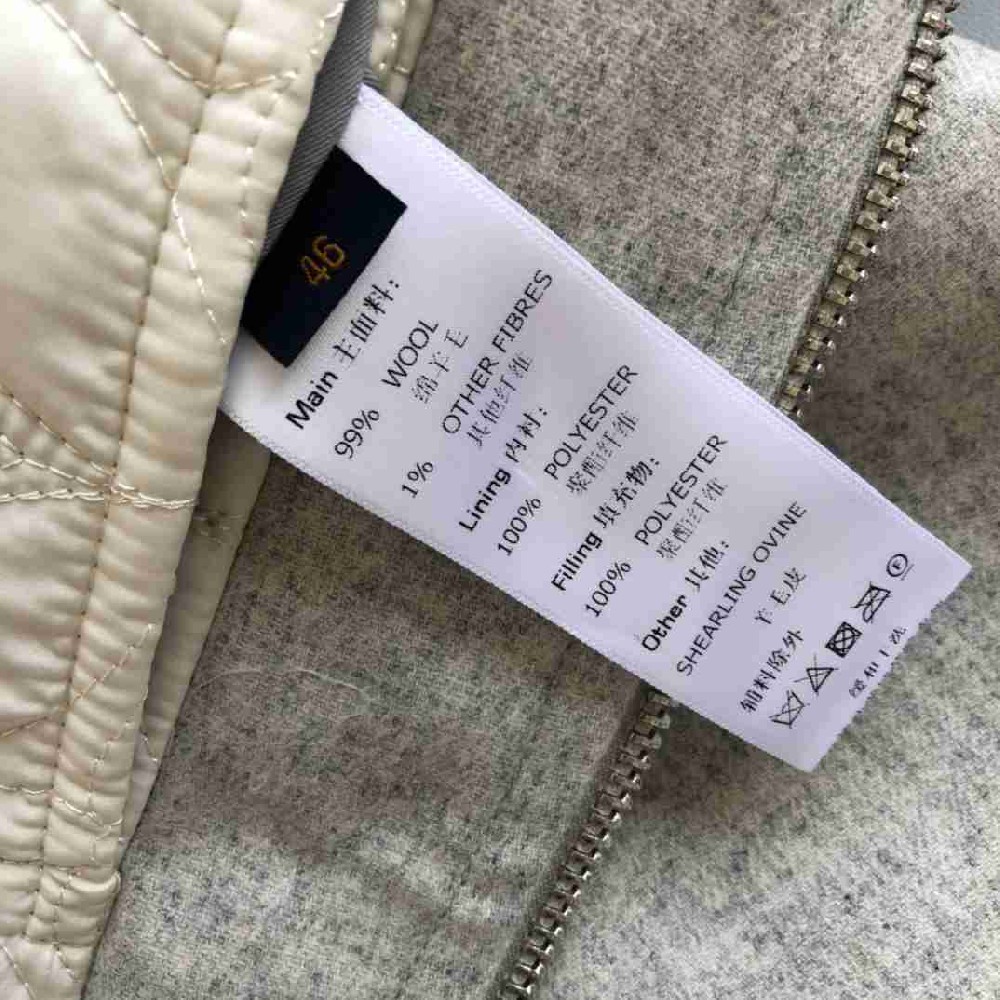 46
Main 主面料:
99% WOOL
绵羊毛
1% OTHER FIBRES
其他纤维
Lining 内衬:
100% POLYESTER
聚酯纤维
Filling 填充物:
100% POLYESTER
聚酯纤维
Other 其他:
SHEARLING OVINE
羊毛皮
辅料除外
P